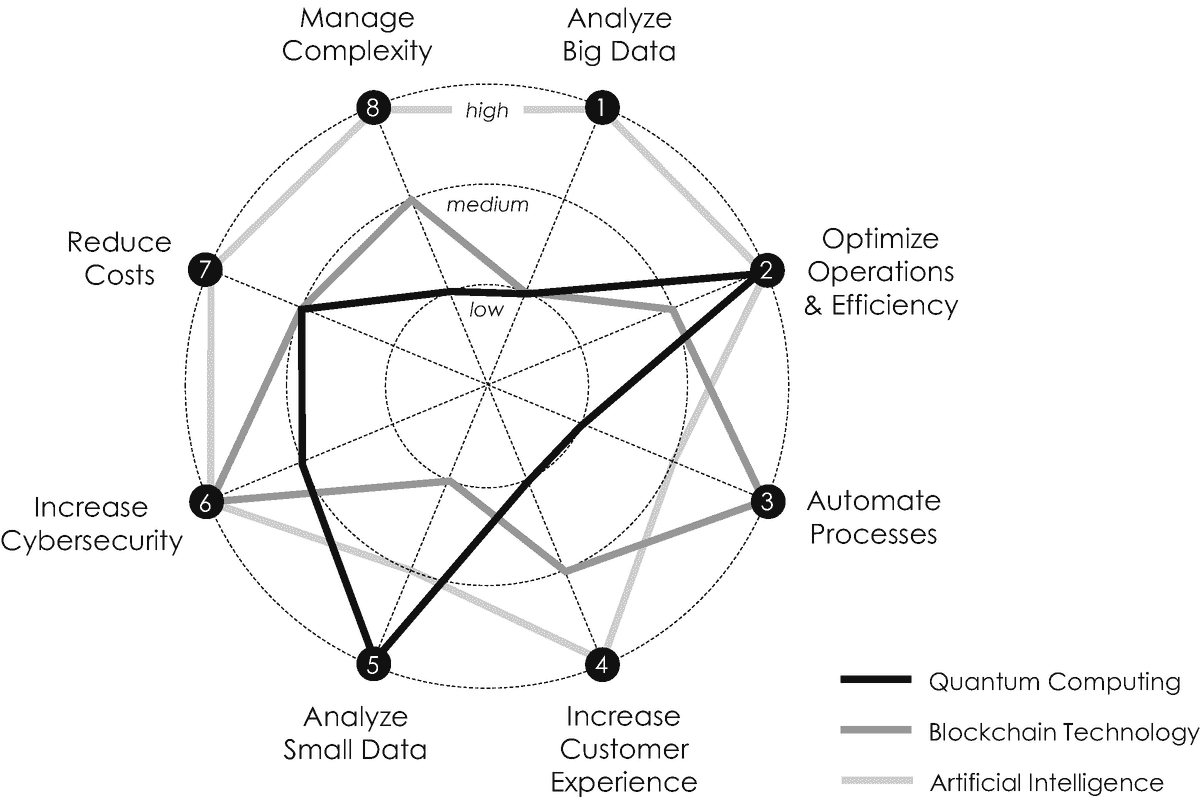 Manage
Complexity
Analyze
Big Data
8
high
1
medium
Reduce
Costs
7
low
2
Optimize
Operations
& Efficiency
Increase
Cybersecurity
6
3
Automate
Processes
5
4
Analyze
Small Data
Increase
Customer
Experience
Quantum Computing
Blockchain Technology
Artificial Intelligence